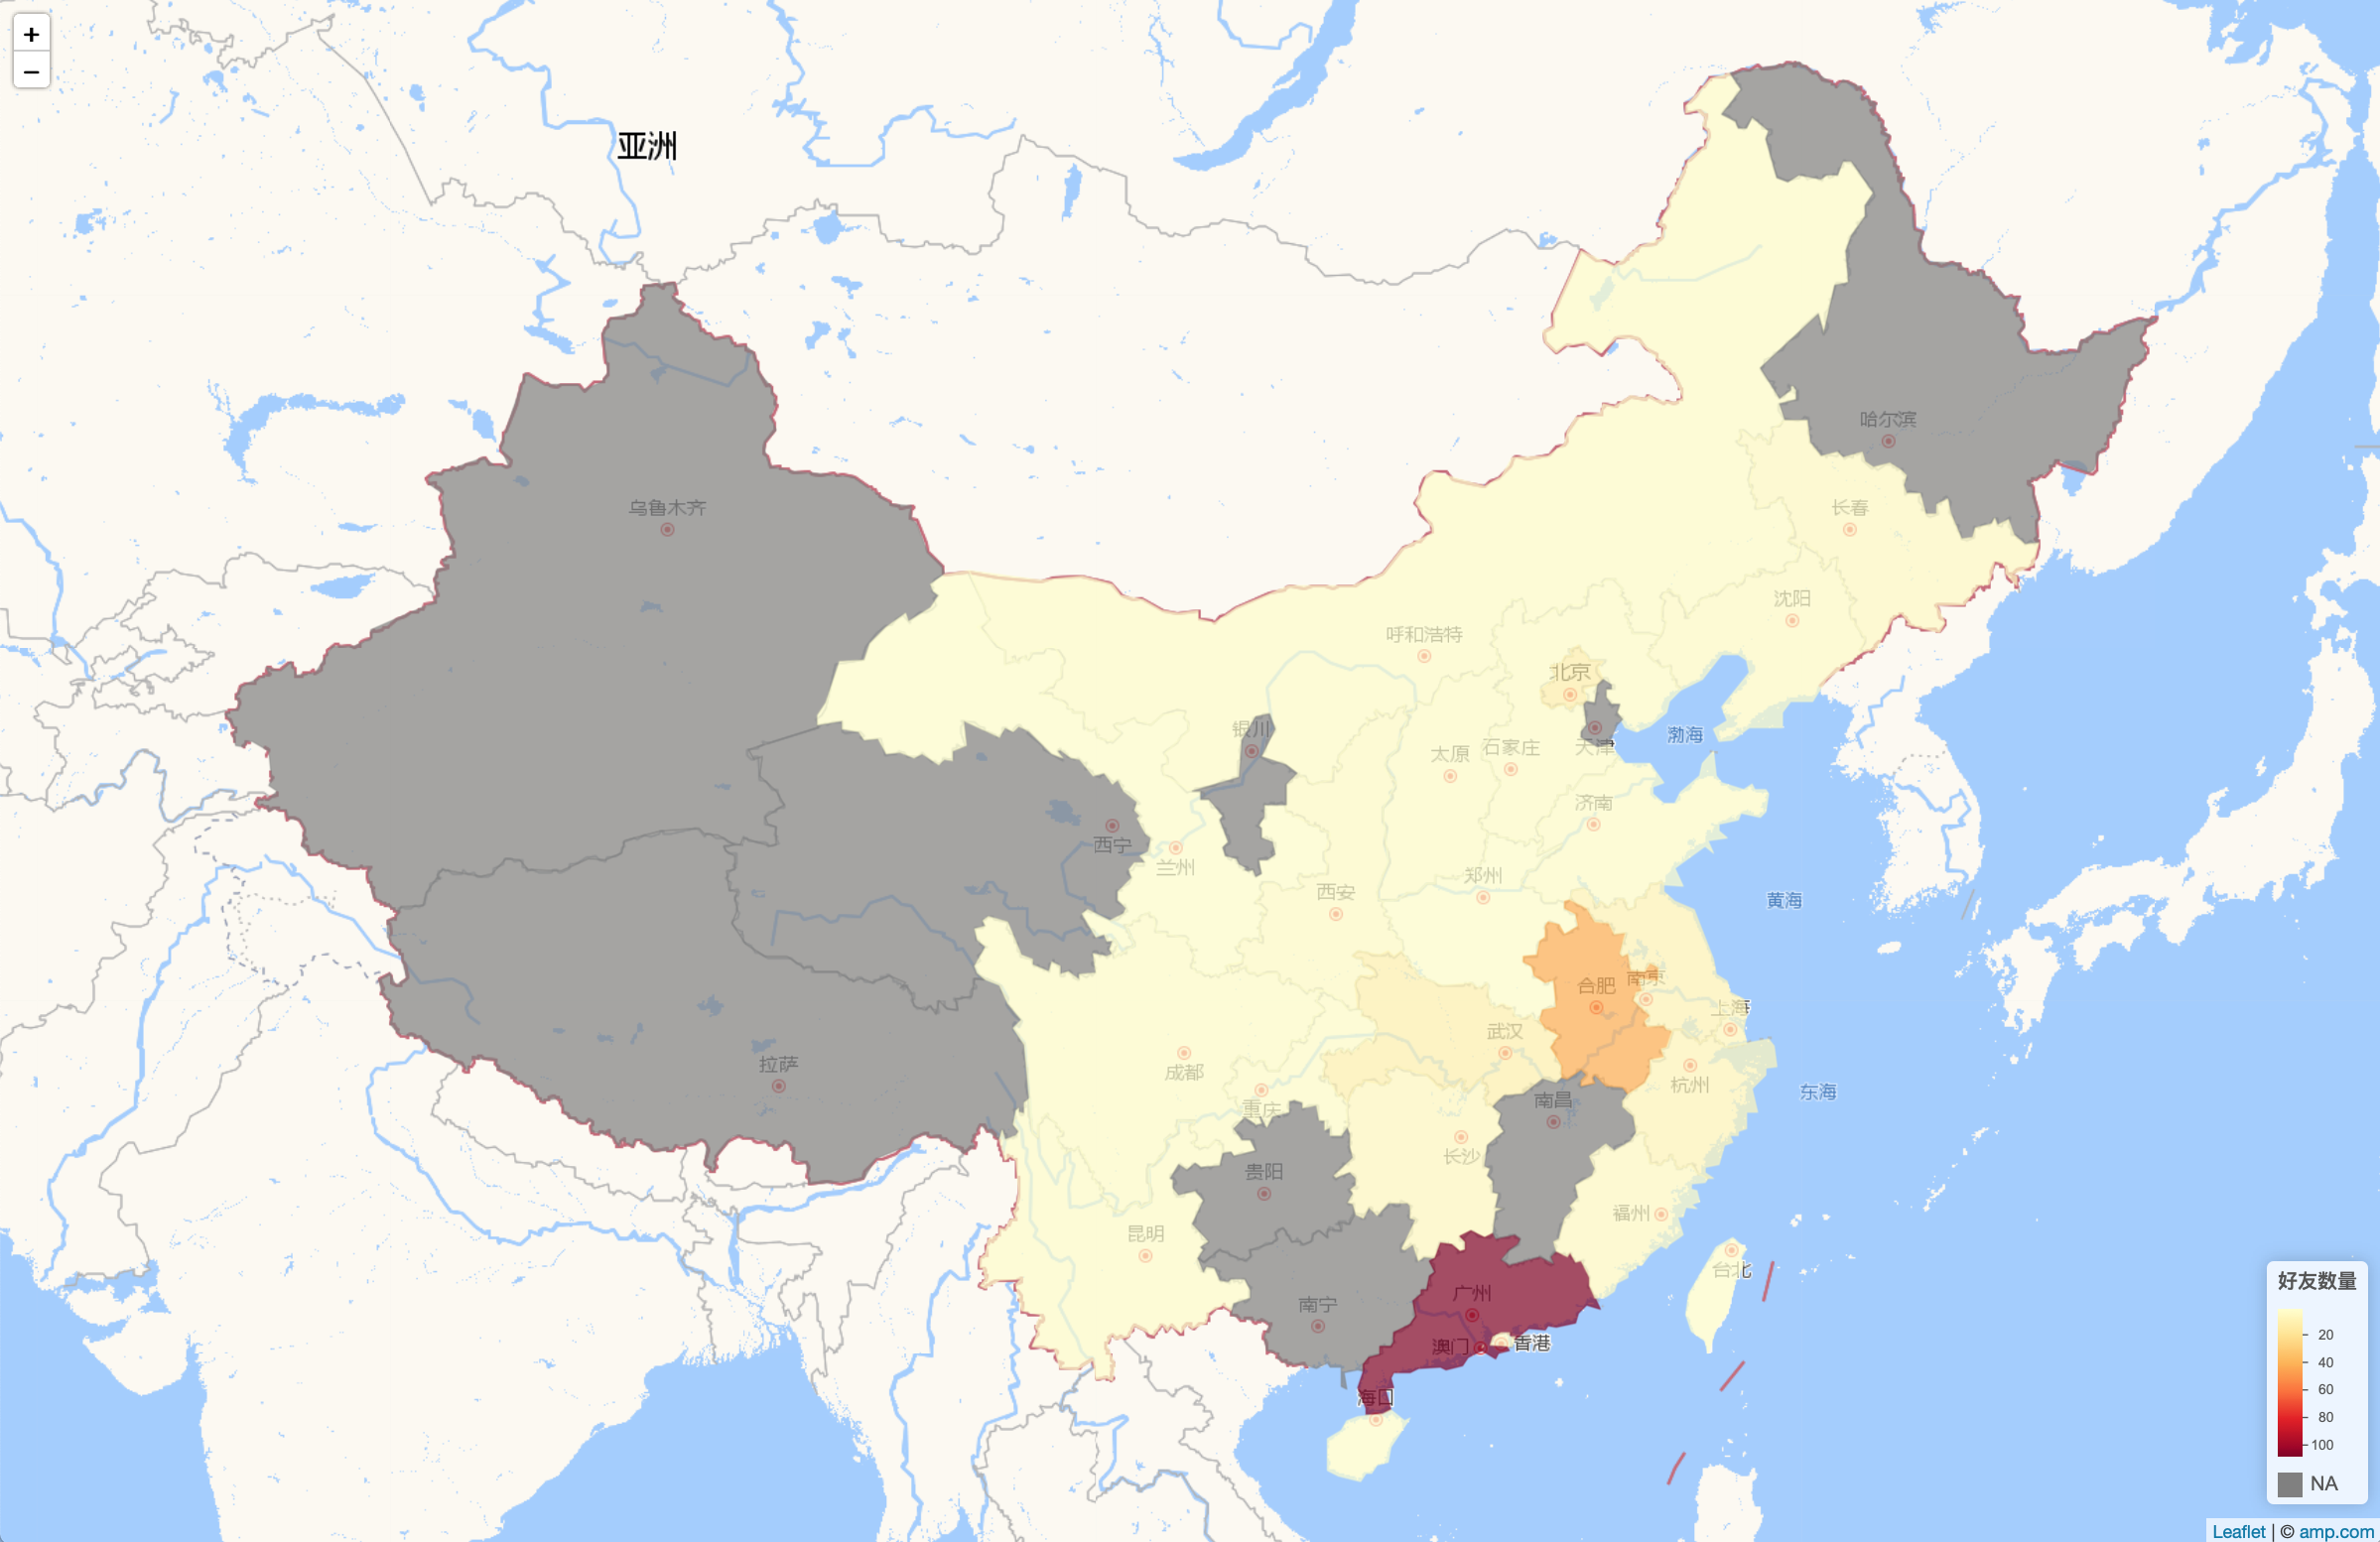 +
−
亚洲
哈尔滨
乌鲁木齐
长春
沈阳
呼和浩特
北京
银川
天津
渤海
太原
石家庄
济南
西宁
兰州
郑州
西安
黄海
合肥
南京
上海
武汉
拉萨
成都
杭州
东海
重庆
南昌
长沙
贵阳
福州
昆明
台北
南宁
广州
澳门
香港
海口
好友数量
20
40
60
80
100
NA
Leaflet | © amp.com